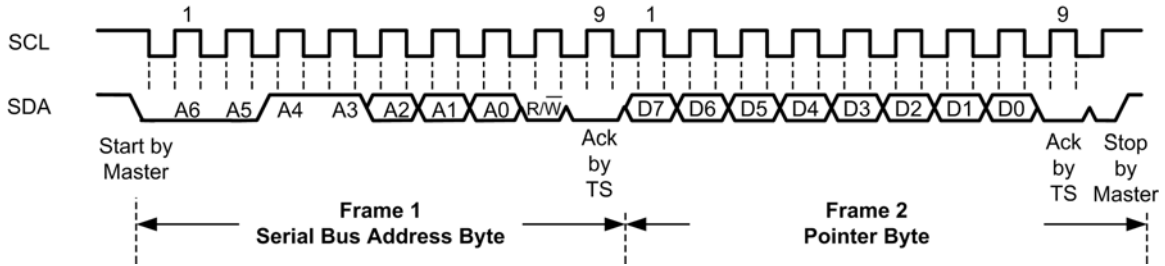 1 9 1 9
SCL
SDA A6 A5 A4 A3 A2 A1 A0 R/W̅ D7 D6 D5 D4 D3 D2 D1 D0
Start by
Master
Ack
by
TS
Ack
by
TS
Stop
by
Master
Frame 1
Serial Bus Address Byte
Frame 2
Pointer Byte